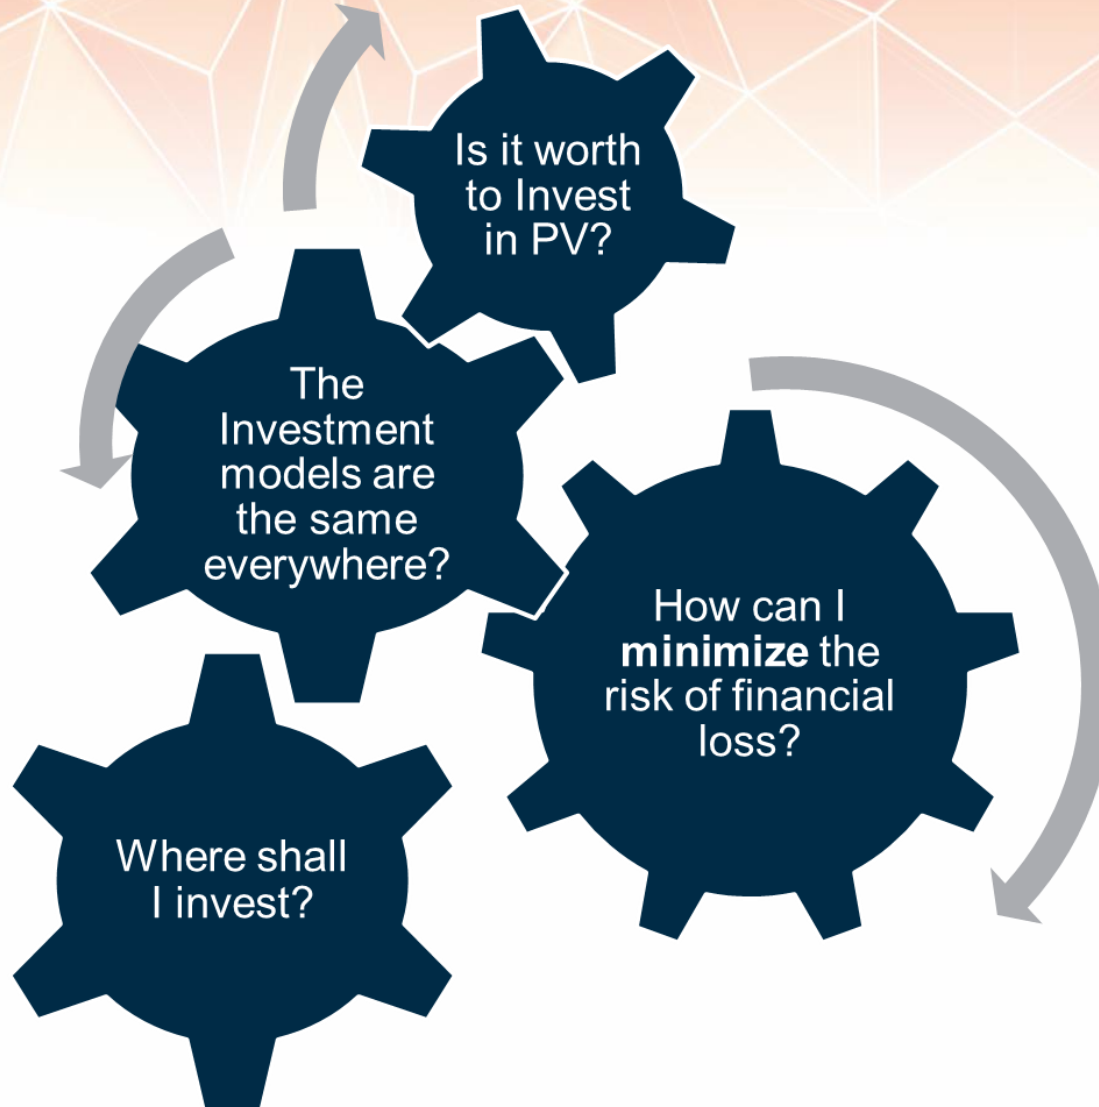 Is it worth
to Invest
in PV?
The
Investment
models are
the same
everywhere?
How can I
minimize the
risk of financial
loss?
Where shall
I invest?